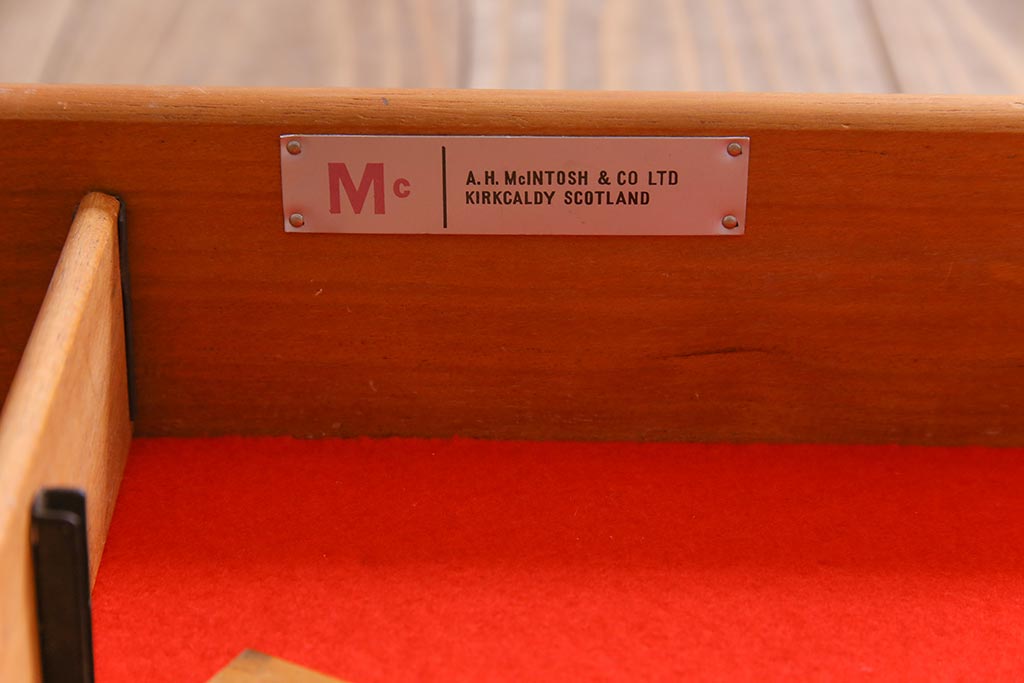 Mc
A. H. McINTOSH & CO LTD
KIRKCALDY SCOTLAND